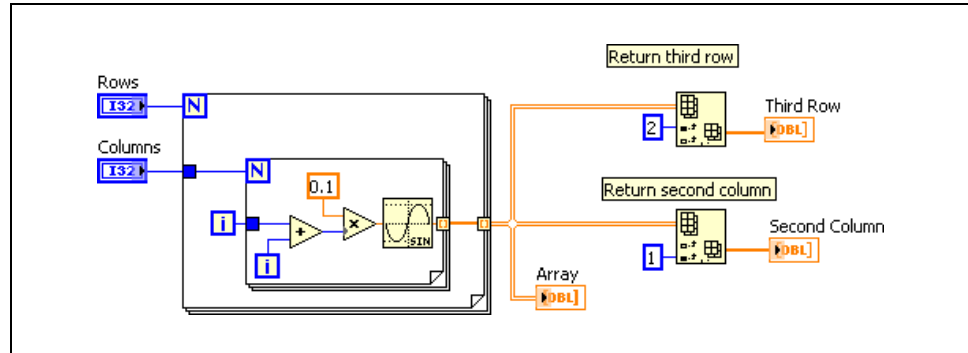 Return third row
Rows
I32
N
2
Third Row
DBL]
Columns
I32
N
0.1
Return second column
i
+
x
SIN
i
1
Second Column
DBL]
Array
DBL]